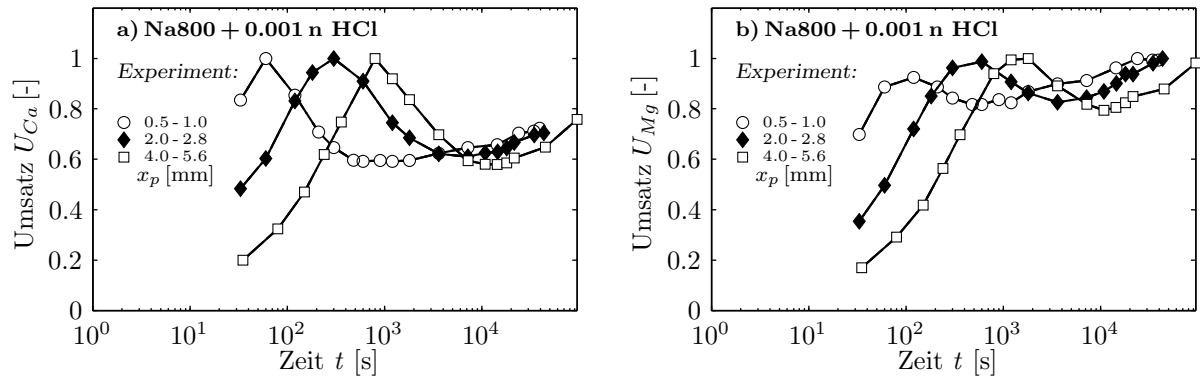 a) Na800 + 0.001 n HCl
Experiment:
0.5 - 1.0
2.0 - 2.8
4.0 - 5.6
x_p [mm]
Umsatz U_{Ca} [-]
1
0.8
0.6
0.4
0.2
0
10^0
10^1
10^2
10^3
10^4
Zeit t [s]
b) Na800 + 0.001 n HCl
Experiment:
0.5 - 1.0
2.0 - 2.8
4.0 - 5.6
x_p [mm]
Umsatz U_{Mg} [-]
1
0.8
0.6
0.4
0.2
0
10^0
10^1
10^2
10^3
10^4
Zeit t [s]